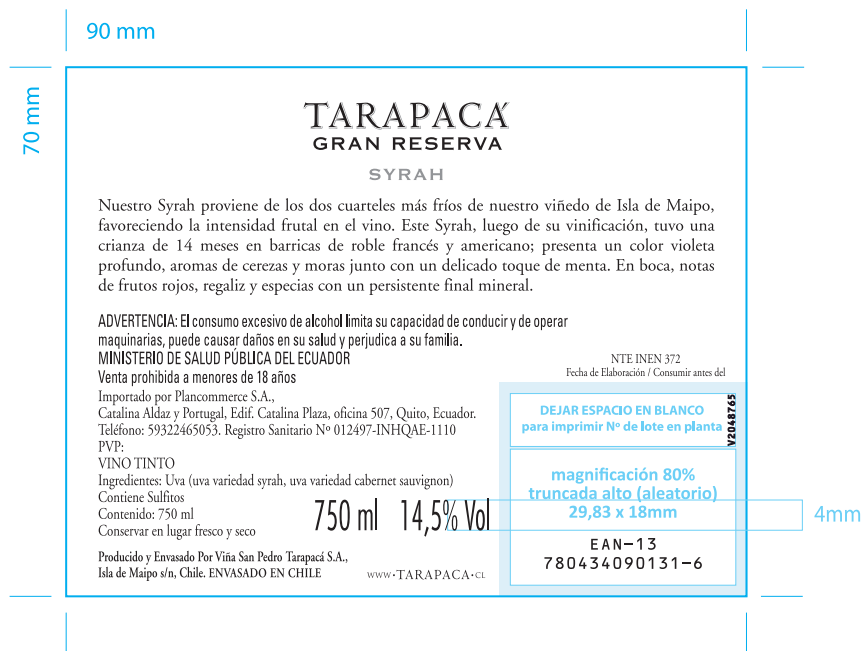 90 mm
70 mm
TARAPACÁ
GRAN RESERVA
SYRAH
Nuestro Syrah proviene de los dos cuarteles más fríos de nuestro viñedo de Isla de Maipo,
favoreciendo la intensidad frutal en el vino. Este Syrah, luego de su vinificación, tuvo una
crianza de 14 meses en barricas de roble francés y americano; presenta un color violeta
profundo, aromas de cerezas y moras junto con un delicado toque de menta. En boca, notas
de frutos rojos, regaliz y especias con un persistente final mineral.
ADVERTENCIA: El consumo excesivo de alcohol limita su capacidad de conducir y de operar
maquinarias, puede causar daños en su salud y perjudica a su familia.
MINISTERIO DE SALUD PÚBLICA DEL ECUADOR
Venta prohibida a menores de 18 años
Importado por Plancommerce S.A.,
Catalina Aldaz y Portugal, Edif. Catalina Plaza, oficina 507, Quito, Ecuador.
Teléfono: 59322465053. Registro Sanitario Nº 012497-INHQAE-1110
PVP:
VINO TINTO
Ingredientes: Uva (uva variedad syrah, uva variedad cabernet sauvignon)
Contiene Sulfitos
Contenido: 750 ml
Conservar en lugar fresco y seco
750 ml 14,5% Vol
Producido y Envasado Por Viña San Pedro Tarapacá S.A.,
Isla de Maipo s/n, Chile. ENVASADO EN CHILE
WWW·TARAPACA·CL
NTE INEN 372
Fecha de Elaboración / Consumir antes del
DEJAR ESPACIO EN BLANCO
para imprimir Nº de lote en planta
V2048765
magnificación 80%
truncada alto (aleatorio)
29,83 x 18mm
EAN-13
780434090131-6
4mm